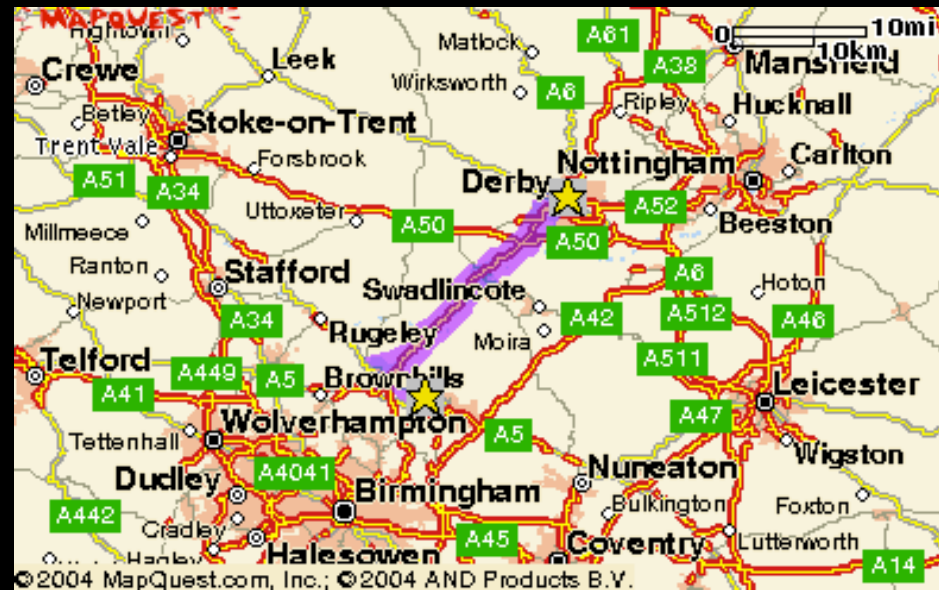 MAPQUEST
Hightown
Matlock
A61
0 10mi
10km
Crewe
Leek
A38
Mansfield
Wirksworth
A6
Betley
Ripley
Hucknall
Stoke-on-Trent
Trent Vale
Forsbrook
Nottingham
Carlton
A51
A34
Derby
Uttoxeter
A50
A52
Beeston
Millmeece
A50
Ranton
Stafford
A6
Hoton
Newport
Swadlincote
A34
Rugeley
A42
A512
A46
Moira
Telford
A449
A5
Brownhills
A511
Leicester
A41
Wolverhampton
A47
Tettenhall
A5
Wigston
Dudley
A4041
Nuneaton
Birmingham
Bulkington
Foxton
A442
Cradley
A45
Coventry
Lutterworth
Hagley
Halesowen
A14
©2004 MapQuest.com, Inc.; ©2004 AND Products B.V.